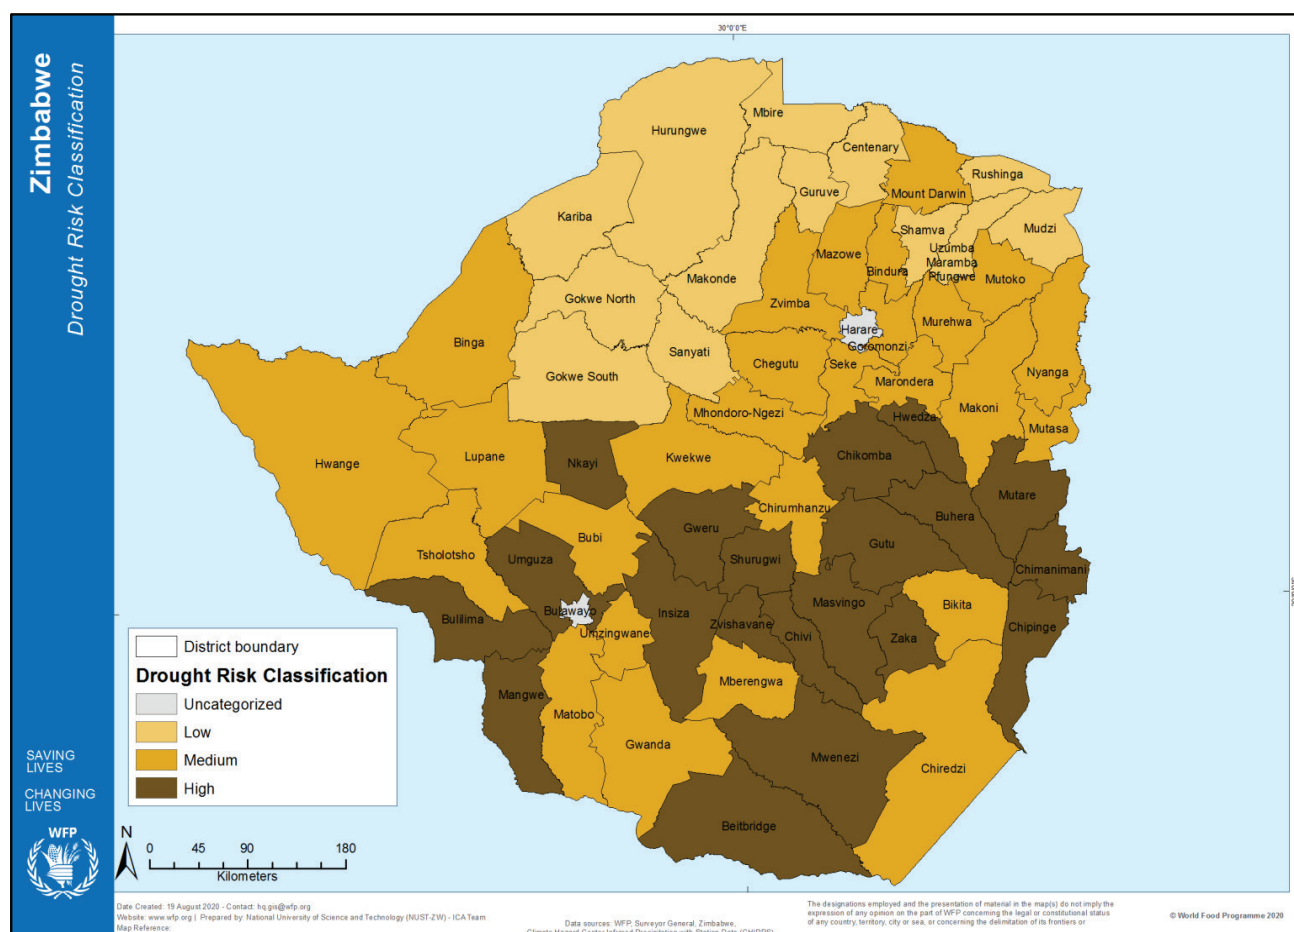 Zimbabwe
Drought Risk Classification
30°0'0"E
Mbire
Hurungwe
Centenary
Rushinga
Guruve
Mount Darwin
Kariba
Shamva
Mudzi
Uzumba
Maramba
Pfungwe
Mazowe
Bindura
Makonde
Mutoko
Gokwe North
Zvimba
Murehwa
Harare
Binga
Goromonzi
Sanyati
Chegutu
Seke
Nyanga
Gokwe South
Marondera
Makoni
Mhondoro-Ngezi
Hwedza
Mutasa
Hwange
Lupane
Nkayi
Kwekwe
Chikomba
Mutare
Chirumhanzu
Buhera
Gweru
Bubi
Gutu
Tsholotsho
Umguza
Shurugwi
Chimanimani
Masvingo
Bikita
Bulawayo
Insiza
Bulilima
Zvishavane
Chipinge
Umzingwane
Chivi
Zaka
Mberengwa
Mangwe
Matobo
Gwanda
Mwenezi
Chiredzi
Beitbridge
District boundary
Drought Risk Classification
Uncategorized
Low
Medium
High
SAVING
LIVES
CHANGING
LIVES
WFP
N
0 45 90 180
Kilometers
Date Created: 19 August 2020 - Contact: hq.gis@wfp.org
Website: www.wfp.org | Prepared by: National University of Science and Technology (NUST-ZW) - ICA Team
Map Reference:
Data sources: WFP, Surveyor General, Zimbabwe,
Climate Hazard Center Infrared Precipitation with Station Data (CHIRPS)
The designations employed and the presentation of material in the map(s) do not imply the
expression of any opinion on the part of WFP concerning the legal or constitutional status
of any country, territory, city or sea, or concerning the delimitation of its frontiers or
© World Food Programme 2020